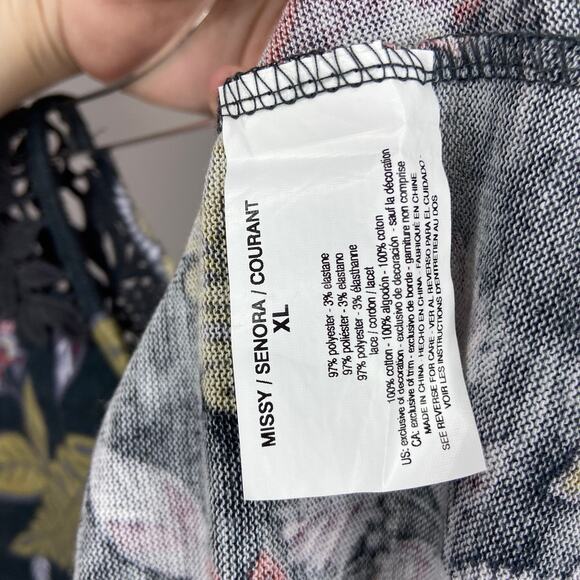 MISSY / SENORA / COURANT
XL
97% polyester - 3% elastane
97% poliéster - 3% elastano
97% polyester - 3% élasthanne
lace / cordon / lacet
100% cotton - 100% algodón - 100% coton
US: exclusive of decoration - exclusivo de decoración - sauf la décoration
CA: exclusive of trim - exclusive de borde - garniture non comprise
MADE IN CHINA - HECHO EN CHINA - FABRIQUÉ EN CHINE
SEE REVERSE FOR CARE - VER AL REVERSO PARA EL CUIDADO -
VOIR LES INSTRUCTIONS D'ENTRETIEN AU DOS